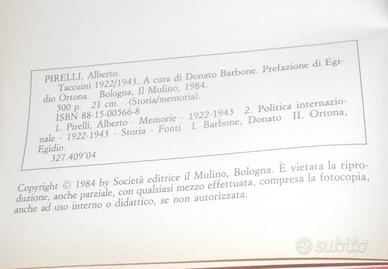 PIRELLI, Alberto.
Taccuini 1922/1943. A cura di Donato Barbone. Prefazione di Egi-
dio Ortona. Bologna, Il Mulino, 1984.
500 p. 21 cm. (Storia/memoria).
ISBN 88-15-00566-8
1. Pirelli, Alberto - Memorie - 1922-1943 2. Politica internazio-
nale - 1922-1943 - Storia - Fonti I. Barbone, Donato II. Ortona,
Egidio.
327.409'04
Copyright © 1984 by Società editrice il Mulino, Bologna. È vietata la ripro-
duzione, anche parziale, con qualsiasi mezzo effettuata, compresa la fotocopia,
anche ad uso interno o didattico, se non autorizzata.
subito